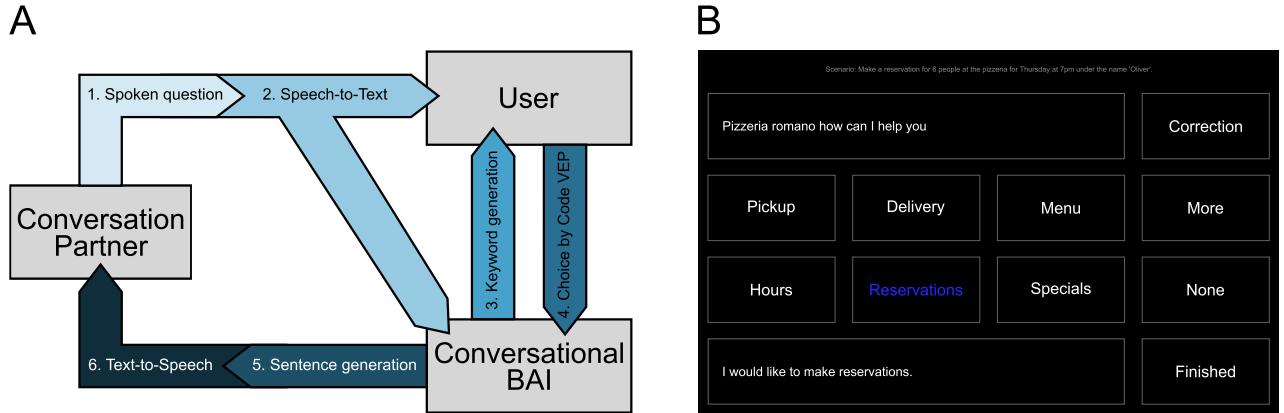 A
1. Spoken question
2. Speech-to-Text
User
Conversation
Partner
3. Keyword generation
4. Choice by Code VEP
6. Text-to-Speech
5. Sentence generation
Conversational
BAI
B
Scenario: Make a reservation for 6 people at the pizzeria for Thursday at 7pm under the name 'Oliver'.
Pizzeria romano how can I help you
Correction
Pickup
Delivery
Menu
More
Hours
Reservations
Specials
None
I would like to make reservations.
Finished